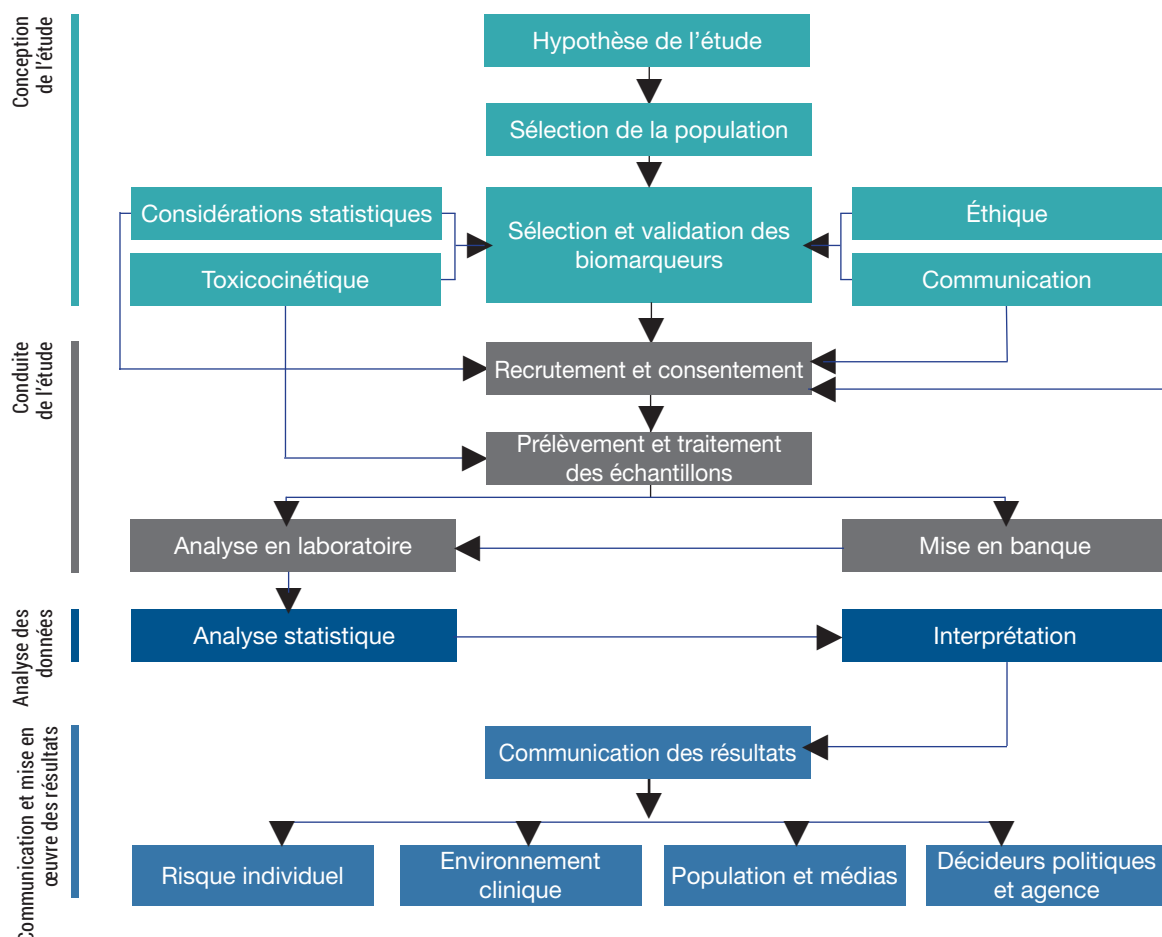 Conception
de l'étude
Hypothèse de l'étude
Sélection de la population
Considérations statistiques
Toxicocinétique
Sélection et validation des
biomarqueurs
Éthique
Communication
Conduite
de l'étude
Recrutement et consentement
Prélèvement et traitement
des échantillons
Analyse en laboratoire
Mise en banque
Analyse des
données
Analyse statistique
Interprétation
Communication et mise en
œuvre des résultats
Communication des résultats
Risque individuel
Environnement
clinique
Population et médias
Décideurs politiques
et agence